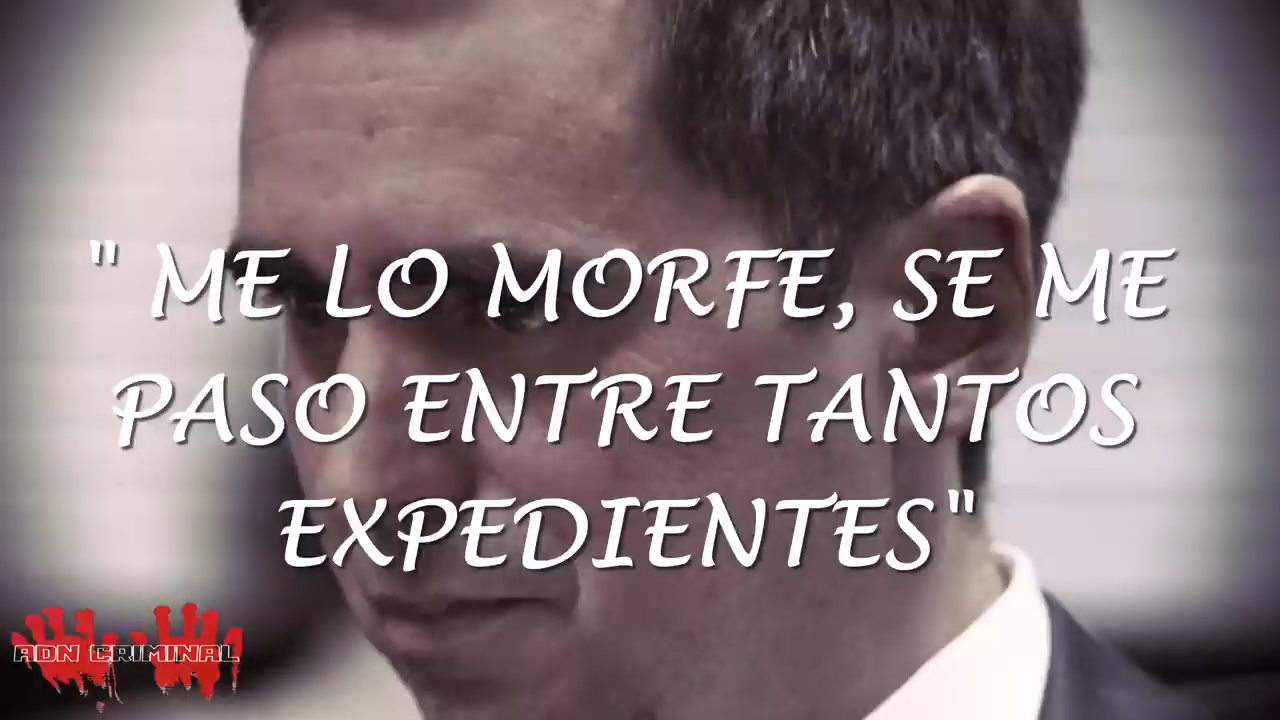 " ME LO MORFE, SE ME
PASO ENTRE TANTOS
EXPEDIENTES"
ADN CRIMINAL